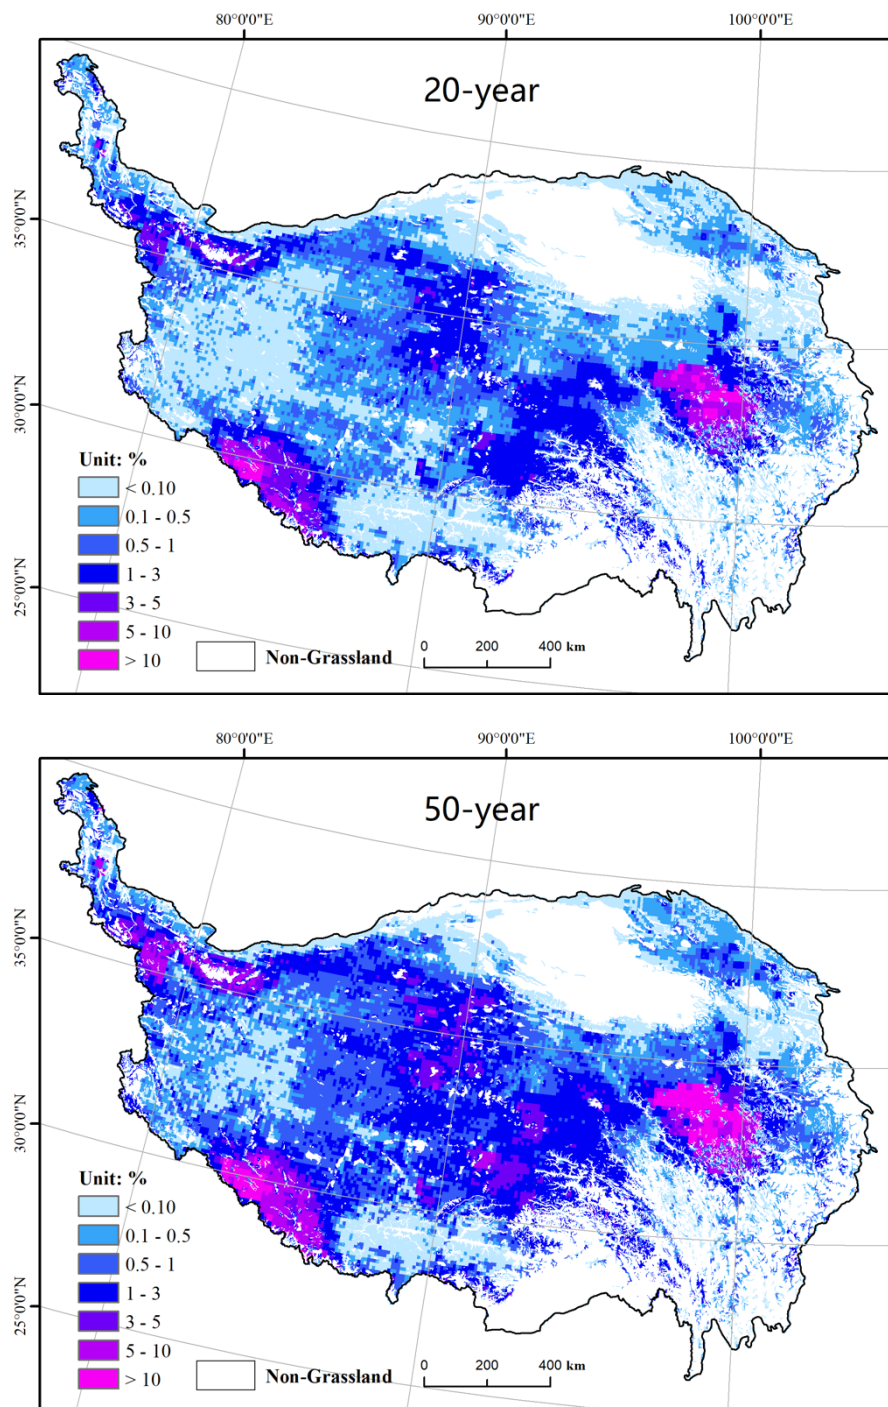 80°0'0"E 90°0'0"E 100°0'0"E
20-year
35°0'0"N
30°0'0"N
25°0'0"N
Unit: %
< 0.10
0.1 - 0.5
0.5 - 1
1 - 3
3 - 5
5 - 10
> 10
Non-Grassland
0 200 400 km
80°0'0"E 90°0'0"E 100°0'0"E
50-year
35°0'0"N
30°0'0"N
25°0'0"N
Unit: %
< 0.10
0.1 - 0.5
0.5 - 1
1 - 3
3 - 5
5 - 10
> 10
Non-Grassland
0 200 400 km